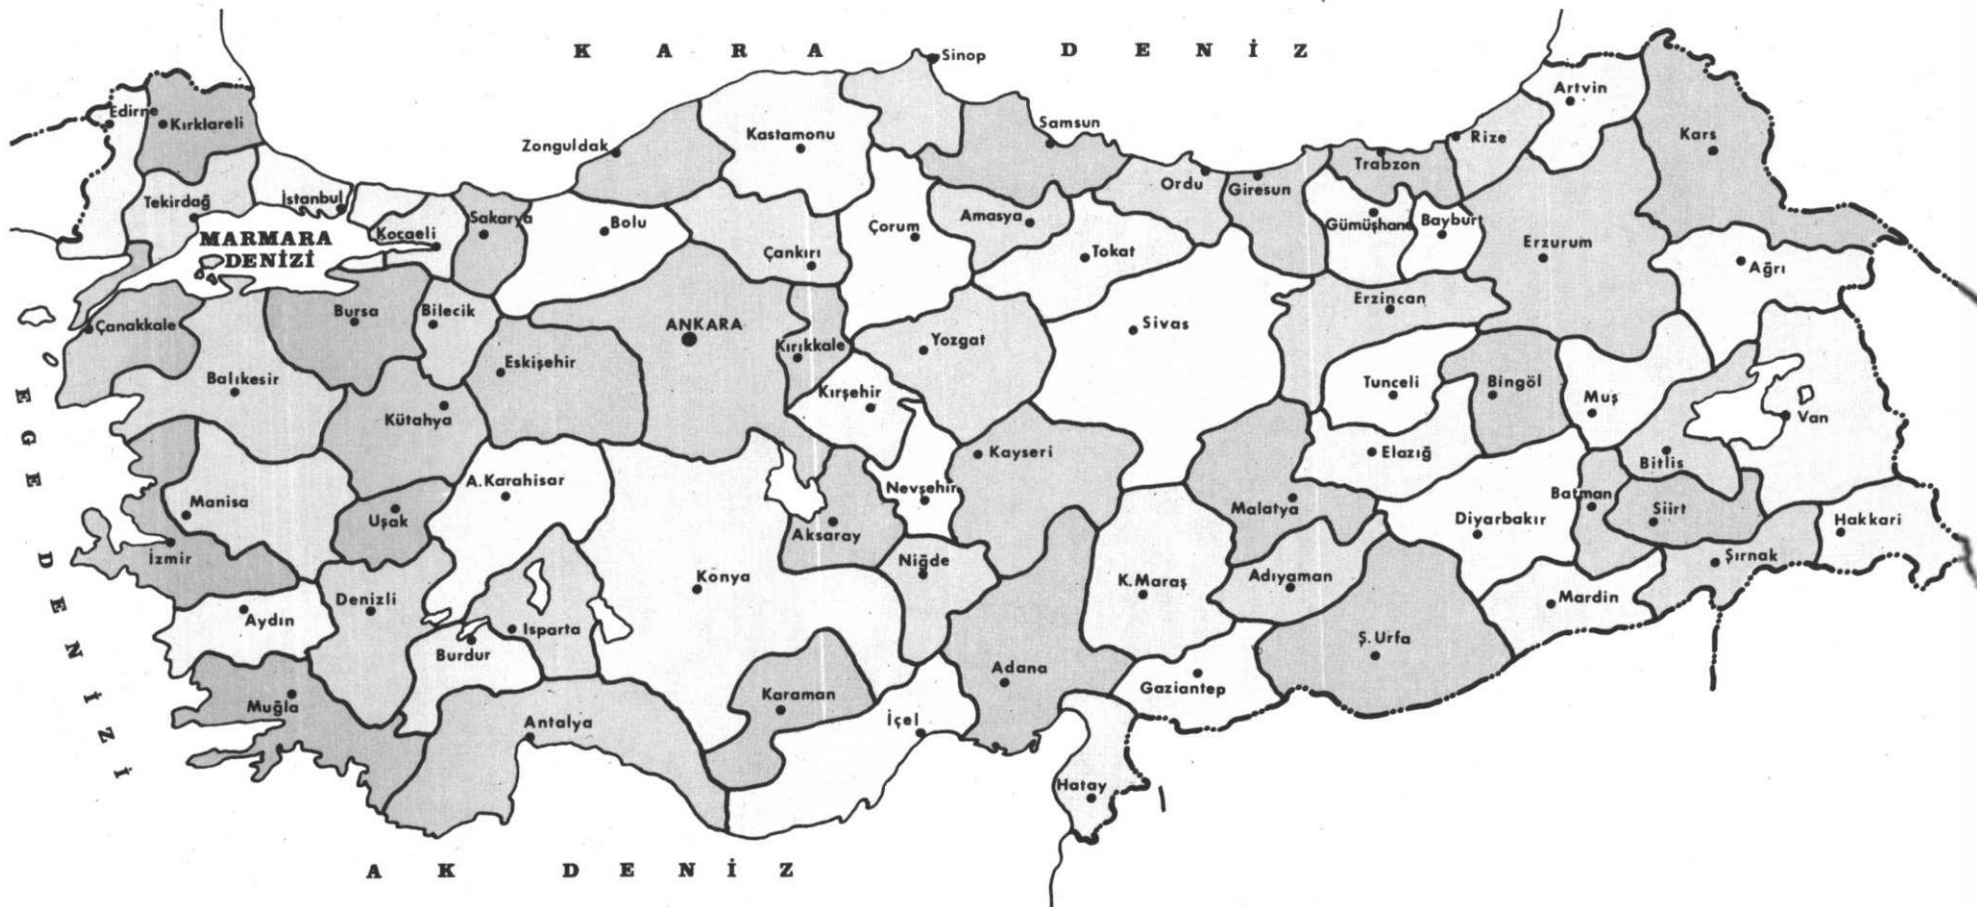 KARA DENİZ
Sinop
Edirne
Kırklareli
Artvin
Samsun
Kars
Zonguldak
Kastamonu
Rize
Trabzon
Ordu
Giresun
Tekirdağ
İstanbul
Sakarya
Bolu
Amasya
Gümüşhane
Bayburt
Kocaeli
Çorum
MARMARA
DENİZİ
Çankırı
Tokat
Erzurum
Ağrı
Erzincan
Çanakkale
Bursa
Bilecik
ANKARA
Sivas
Kırıkkale
Yozgat
Eskişehir
Balıkesir
Tunceli
Bingöl
Kırşehir
Muş
Kütahya
Van
EGE DENİZİ
Kayseri
Elazığ
Bitlis
A.Karahisar
Nevşehir
Manisa
Batman
Uşak
Malatya
Siirt
Diyarbakır
Hakkari
Aksaray
İzmir
Niğde
Şırnak
Konya
K.Maraş
Adıyaman
Denizli
Mardin
Aydın
Isparta
Burdur
Ş.Urfa
Adana
Gaziantep
Karaman
Muğla
Antalya
İçel
Hatay
AK DENİZ